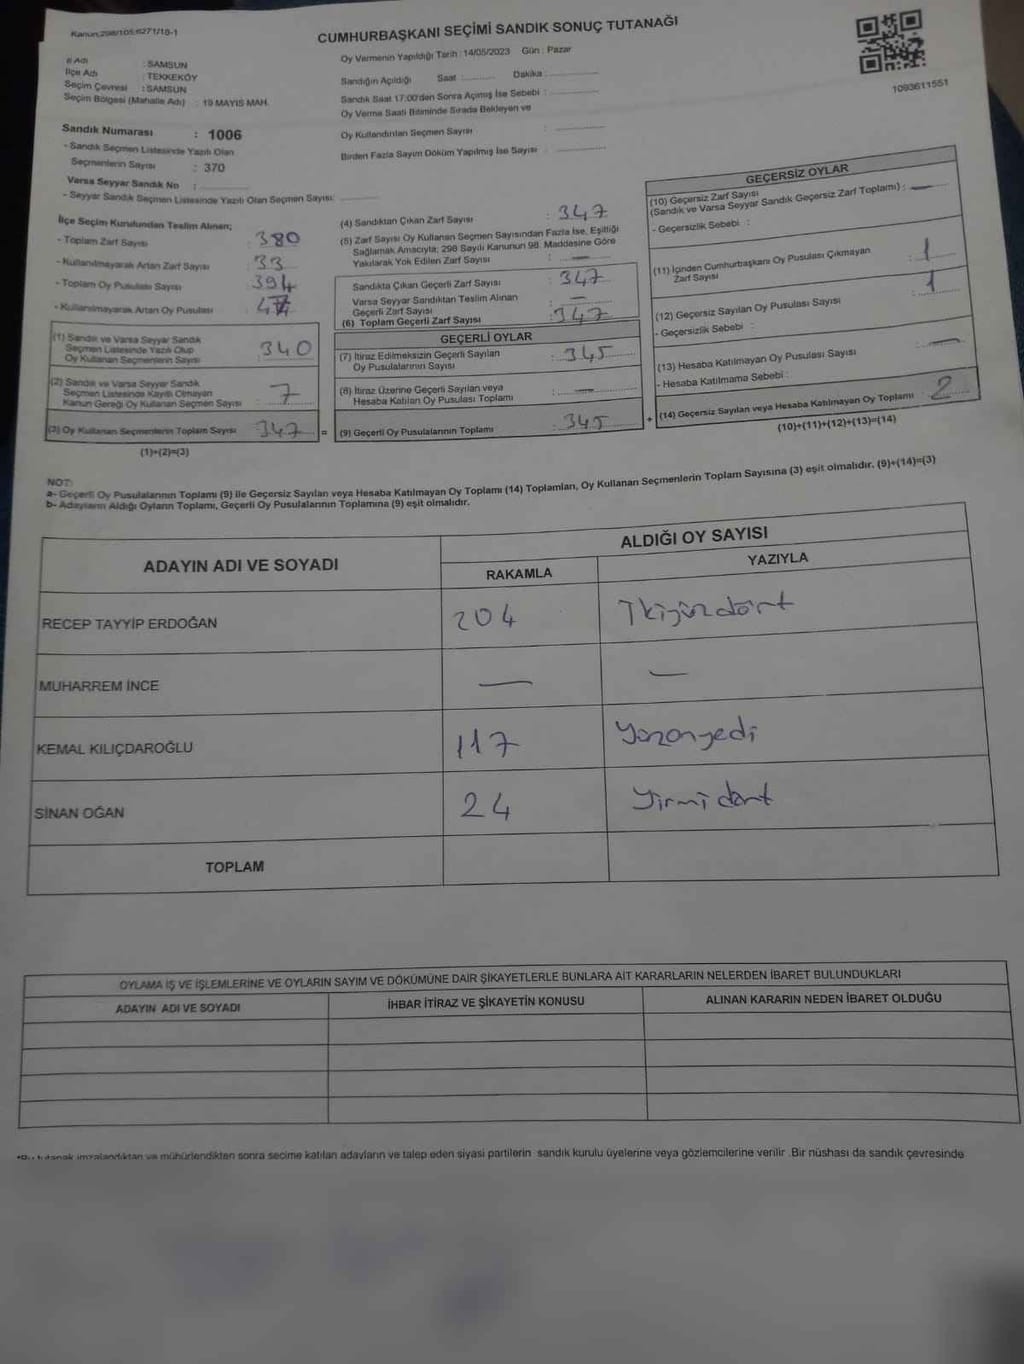 Kanun:298/105;6271/18-1
CUMHURBAŞKANI SEÇİMİ SANDIK SONUÇ TUTANAĞI
Oy Vermenin Yapıldığı Tarih : 14/05/2023 Gün : Pazar
İl Adı : SAMSUN
İlçe Adı : TEKKEKÖY
Seçim Çevresi : SAMSUN
Seçim Bölgesi (Mahalle Adı) : 19 MAYIS MAH.
Sandığın Açıldığı Saat : Dakika :
Sandık Saat 17:00'den Sonra Açılmış İse Sebebi :
Oy Verme Saati Bitiminde Sırada Bekleyen ve
Oy Kullandırılan Seçmen Sayısı :
Birden Fazla Sayım Döküm Yapılmış İse Sayısı :
1093611551
Sandık Numarası : 1006
- Sandık Seçmen Listesinde Yazılı Olan
Seçmenlerin Sayısı : 370
Varsa Seyyar Sandık No :
- Seyyar Sandık Seçmen Listesinde Yazılı Olan Seçmen Sayısı:
İlçe Seçim Kurulundan Teslim Alınan;
- Toplam Zarf Sayısı : 380
- Kullanılmayarak Artan Zarf Sayısı : 33
- Toplam Oy Pusulası Sayısı : 394
- Kullanılmayarak Artan Oy Pusulası :
(1) Sandık ve Varsa Seyyar Sandık
Seçmen Listesinde Yazılı Olup
Oy Kullanan Seçmenlerin Sayısı : 340
(2) Sandık ve Varsa Seyyar Sandık
Seçmen Listesinde Kayıtlı Olmayan
Kanun Gereği Oy Kullanan Seçmen Sayısı : 7
(3) Oy Kullanan Seçmenlerin Toplam Sayısı : 347 =
(1)+(2)=(3)
(4) Sandıktan Çıkan Zarf Sayısı : 347
(5) Zarf Sayısı Oy Kullanan Seçmen Sayısından Fazla İse, Eşitliği
Sağlamak Amacıyla; 298 Sayılı Kanunun 98. Maddesine Göre
Yakılarak Yok Edilen Zarf Sayısı : —
Sandıkta Çıkan Geçerli Zarf Sayısı : 347
Varsa Seyyar Sandıktan Teslim Alınan
Geçerli Zarf Sayısı : —
(6) Toplam Geçerli Zarf Sayısı : 347
GEÇERLİ OYLAR
(7) İtiraz Edilmeksizin Geçerli Sayılan
Oy Pusulalarının Sayısı : 345
(8) İtiraz Üzerine Geçerli Sayılan veya
Hesaba Katılan Oy Pusulası Toplamı : —
(9) Geçerli Oy Pusulalarının Toplamı : 345 +
GEÇERSİZ OYLAR
(10) Geçersiz Zarf Sayısı
(Sandık ve Varsa Seyyar Sandık Geçersiz Zarf Toplamı) : —
- Geçersizlik Sebebi :
(11) İçinden Cumhurbaşkanı Oy Pusulası Çıkmayan
Zarf Sayısı : 1
(12) Geçersiz Sayılan Oy Pusulası Sayısı : 1
- Geçersizlik Sebebi :
(13) Hesaba Katılmayan Oy Pusulası Sayısı : —
- Hesaba Katılmama Sebebi :
(14) Geçersiz Sayılan veya Hesaba Katılmayan Oy Toplamı : 2
(10)+(11)+(12)+(13)=(14)
NOT:
a- Geçerli Oy Pusulalarının Toplamı (9) ile Geçersiz Sayılan veya Hesaba Katılmayan Oy Toplamı (14) Toplamları, Oy Kullanan Seçmenlerin Toplam Sayısına (3) eşit olmalıdır. (9)+(14)=(3)
b- Adayların Aldığı Oyların Toplamı, Geçerli Oy Pusulalarının Toplamına (9) eşit olmalıdır.
ADAYIN ADI VE SOYADI ALDIĞI OY SAYISI
RAKAMLA YAZIYLA
RECEP TAYYİP ERDOĞAN 204 İkiyüzdört
MUHARREM İNCE — —
KEMAL KILIÇDAROĞLU 117 Yüzonyedi
SİNAN OĞAN 24 Yirmi dört
TOPLAM
OYLAMA İŞ VE İŞLEMLERİNE VE OYLARIN SAYIM VE DÖKÜMÜNE DAİR ŞİKAYETLERLE BUNLARA AİT KARARLARIN NELERDEN İBARET BULUNDUKLARI
ADAYIN ADI VE SOYADI İHBAR İTİRAZ VE ŞİKAYETİN KONUSU ALINAN KARARIN NEDEN İBARET OLDUĞU
*Bu tutanak imzalandıktan ve mühürlendikten sonra seçime katılan adayların ve talep eden siyasi partilerin sandık kurulu üyelerine veya gözlemcilerine verilir .Bir nüshası da sandık çevresinde